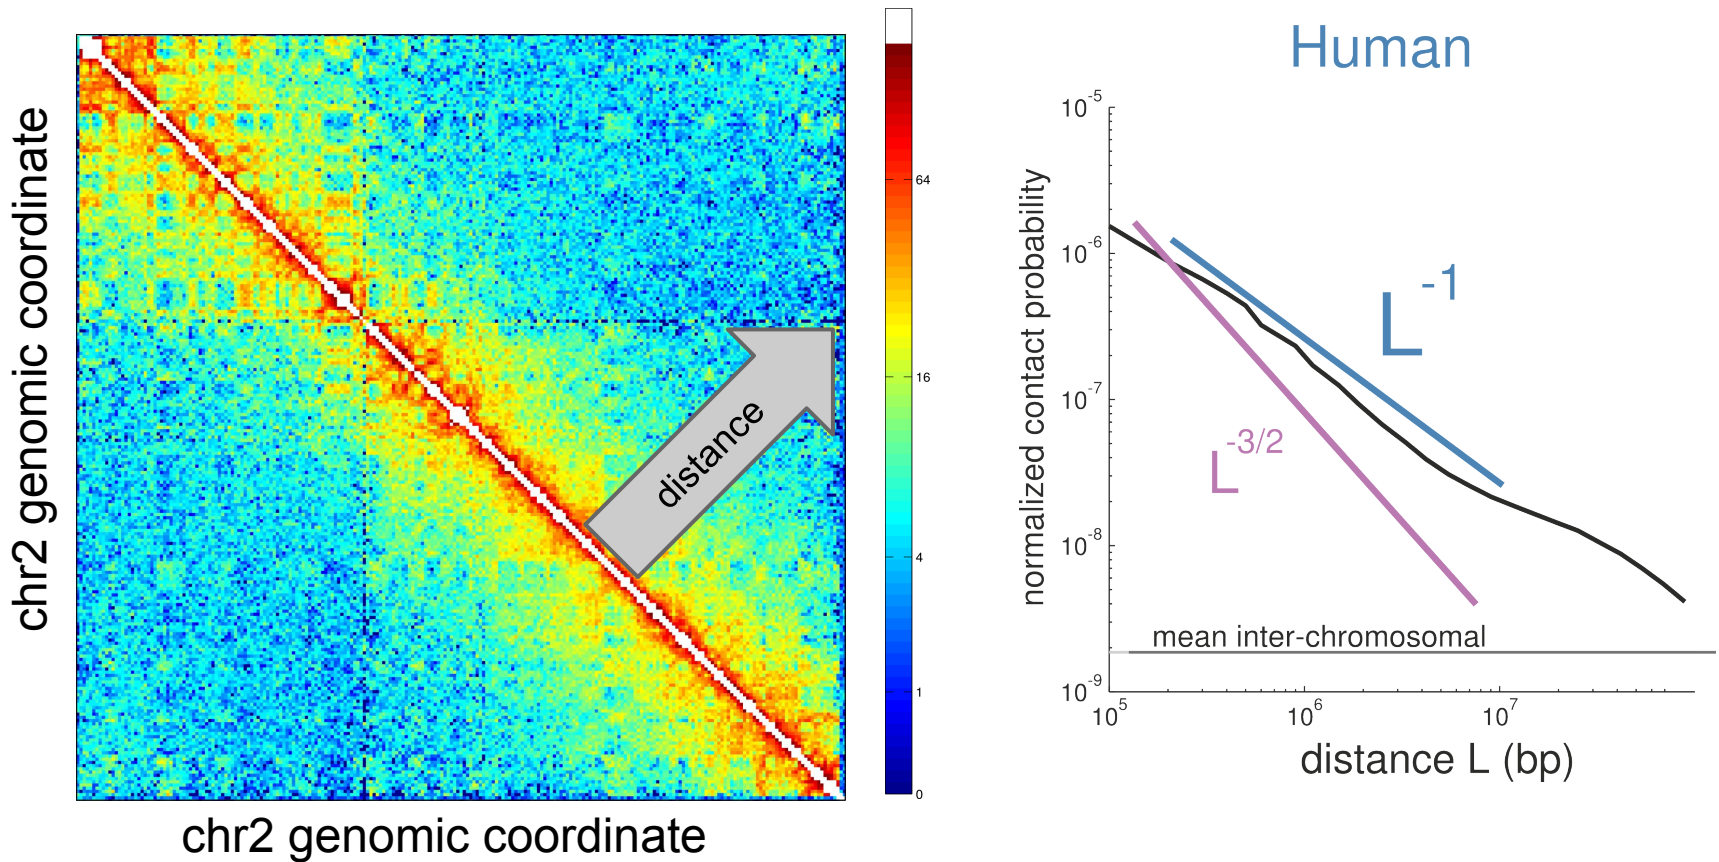 chr2 genomic coordinate
chr2 genomic coordinate
distance
64
16
4
1
0
Human
normalized contact probability
10^-5
10^-6
10^-7
10^-8
10^-9
L^-1
L^-3/2
mean inter-chromosomal
10^5
10^6
10^7
distance L (bp)